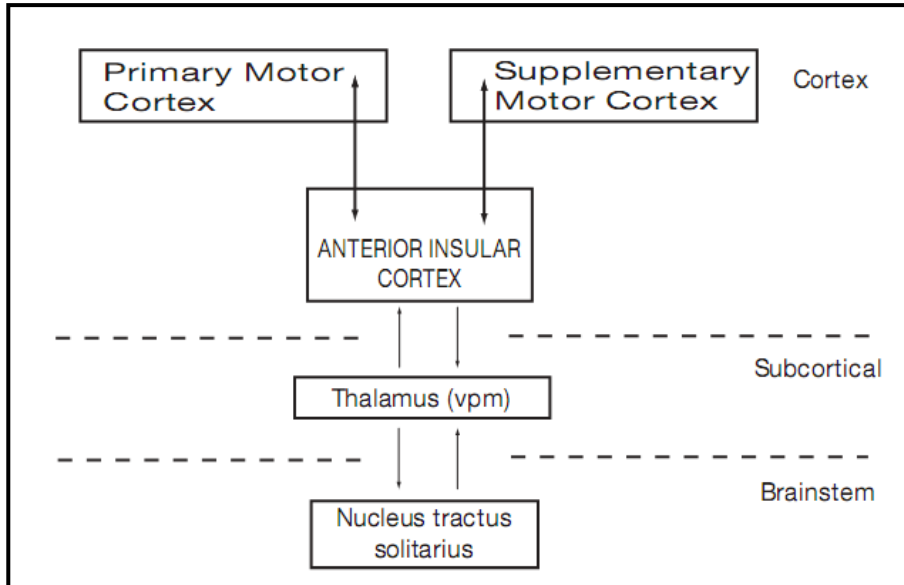 Primary Motor
Cortex
Supplementary
Motor Cortex
Cortex
ANTERIOR INSULAR
CORTEX
Subcortical
Thalamus (vpm)
Brainstem
Nucleus tractus
solitarius